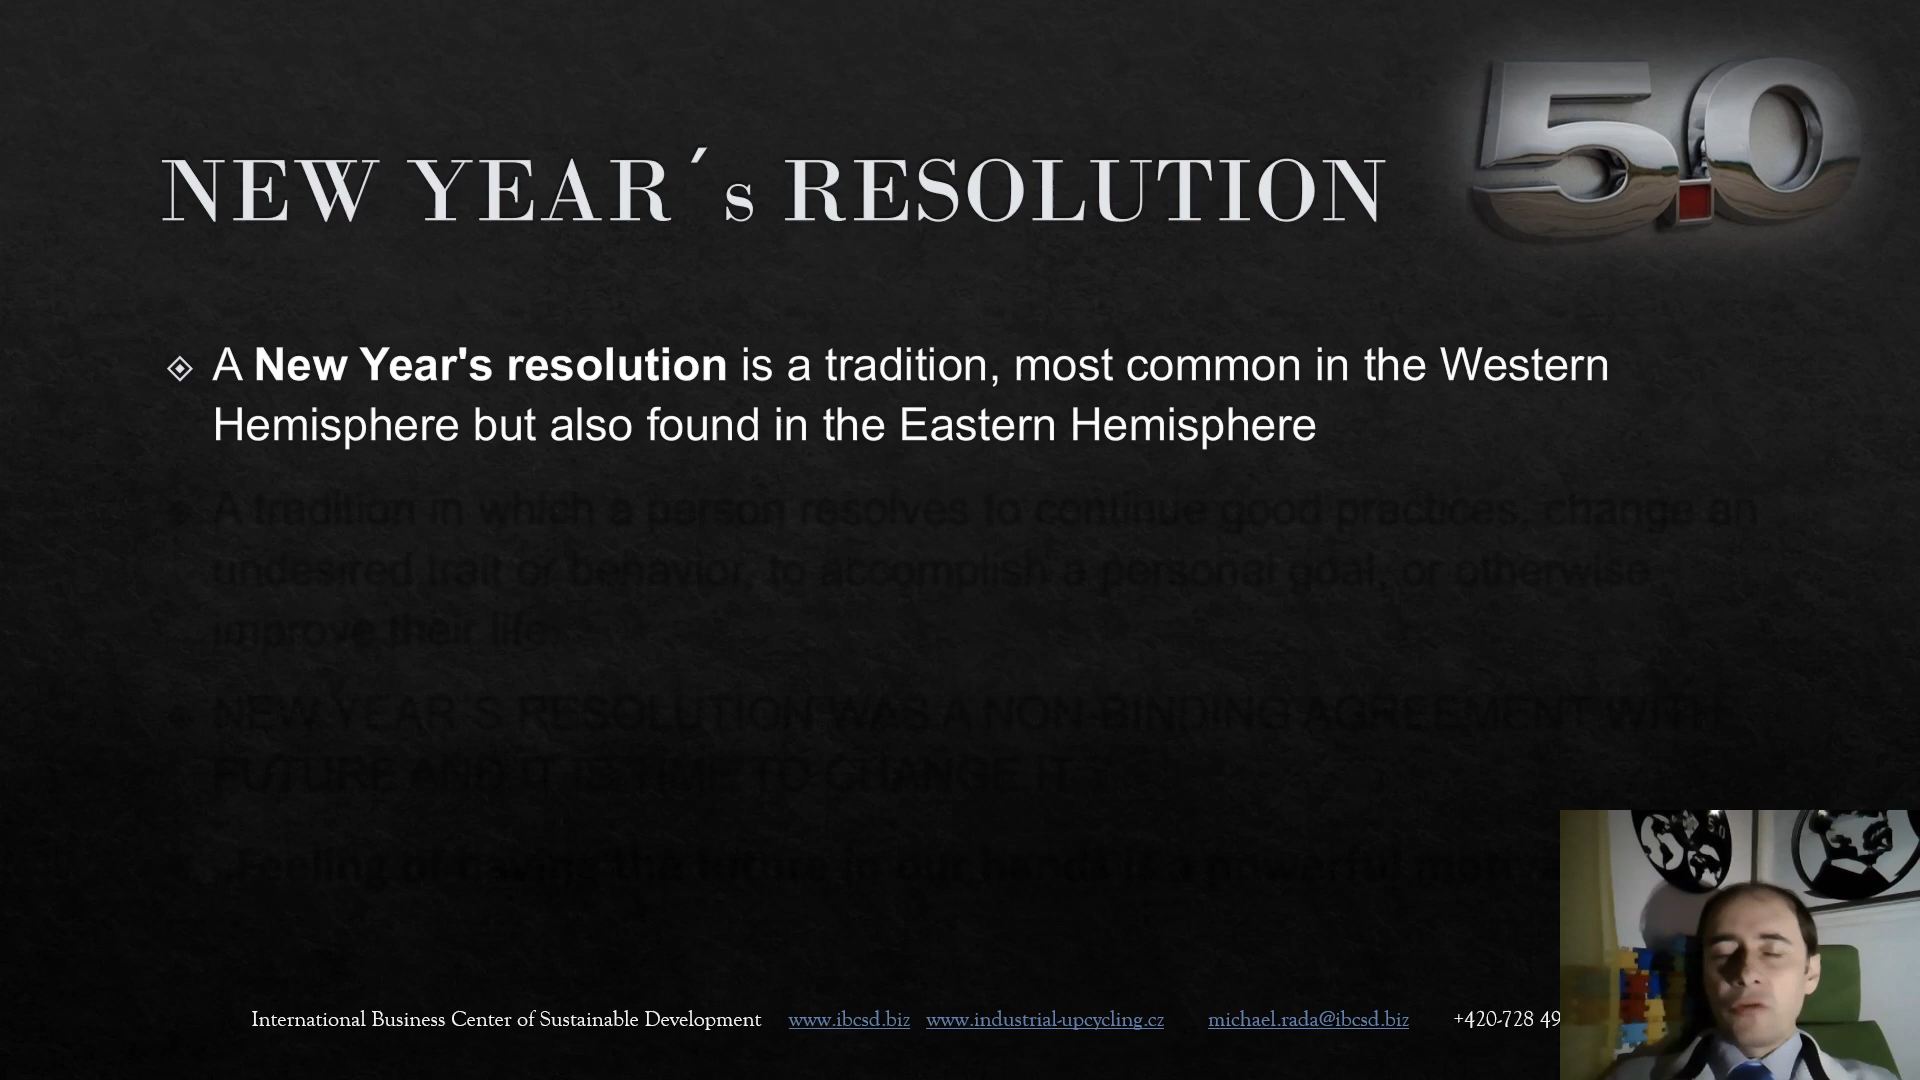 5.0
NEW YEAR´s RESOLUTION
A New Year's resolution is a tradition, most common in the Western
Hemisphere but also found in the Eastern Hemisphere
A tradition in which a person resolves to continue good practices, change an
undesired trait or behavior, to accomplish a personal goal, or otherwise
improve their life
NEW YEAR'S RESOLUTION WAS A NON-BINDING AGREEMENT WITH
FUTURE AND IT IS TIME TO CHANGE IT
Feeling of having the future in our hands is a powerful
International Business Center of Sustainable Development www.ibcsd.biz www.industrial-upcycling.cz michael.rada@ibcsd.biz +420-728 49